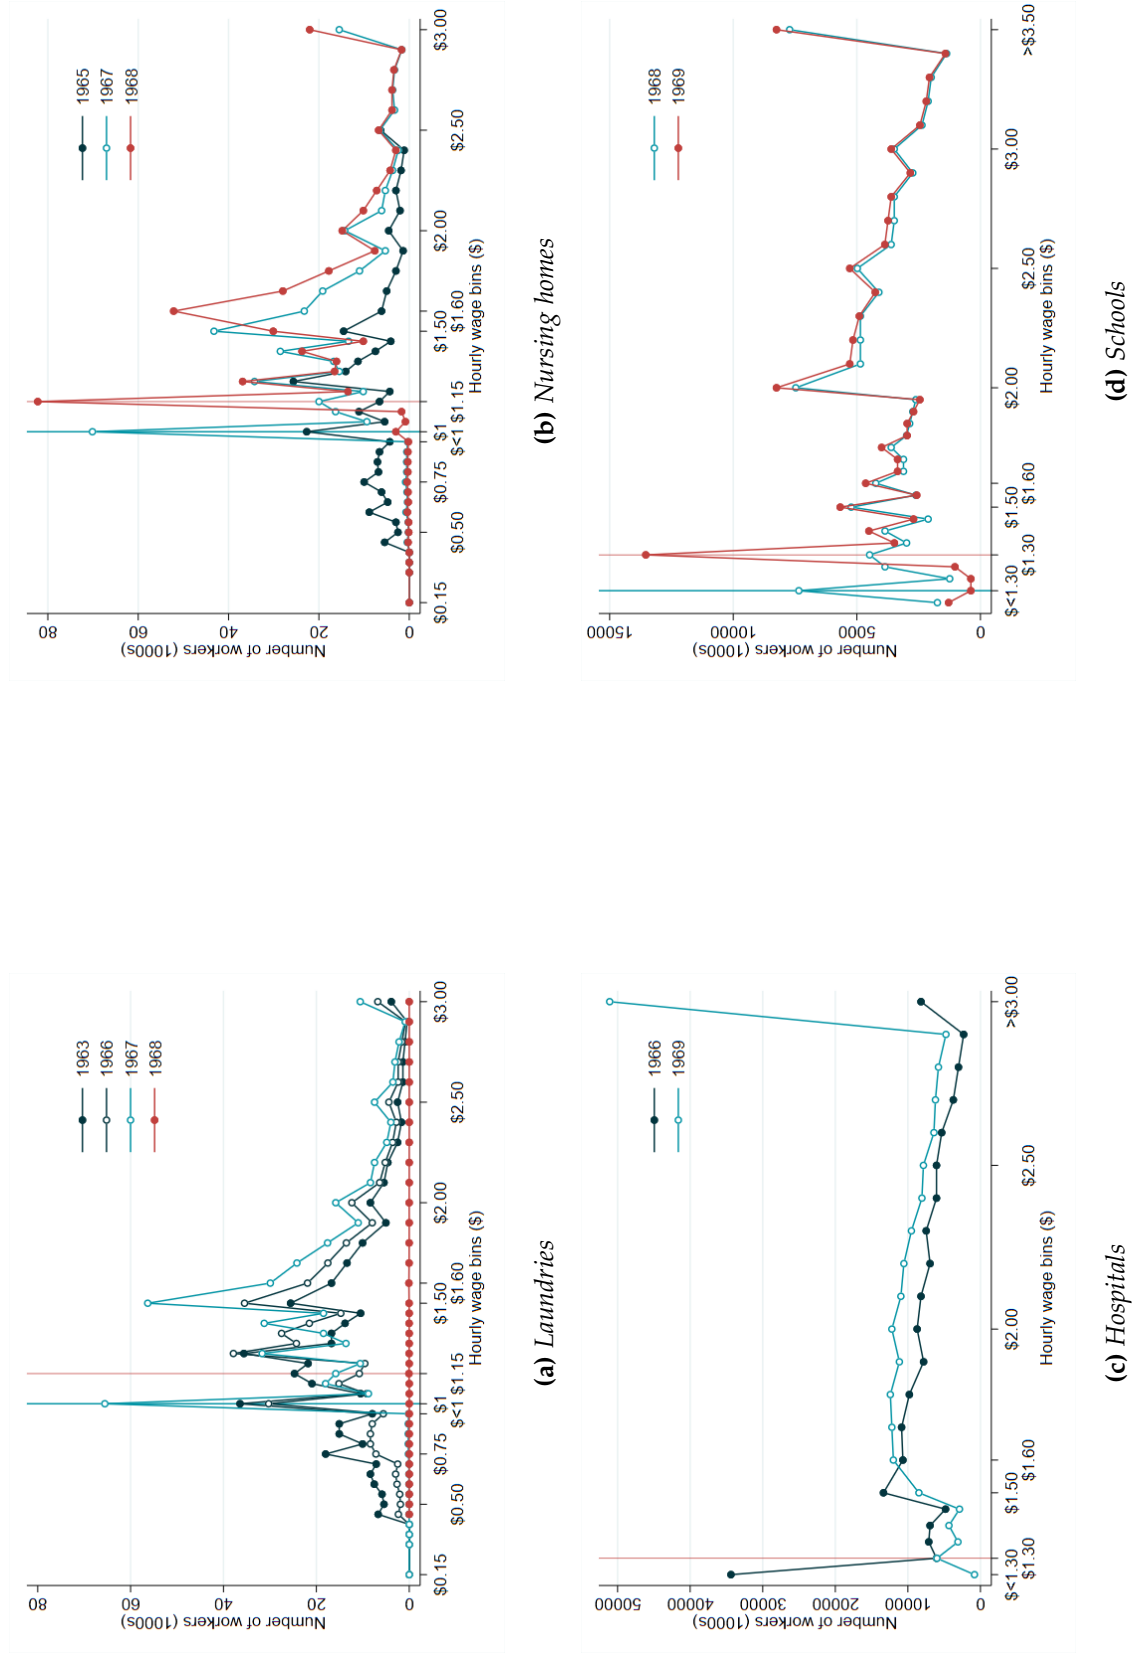 1963
1966
1967
1968
Number of workers (1000s)
80
60
40
20
0
$0.15 $0.50 $0.75 $<1 $1 $1.15 $1.50 $1.60 $2.00 $2.50 $3.00
Hourly wage bins ($)
(a) Laundries
1965
1967
1968
Number of workers (1000s)
80
60
40
20
0
$0.15 $0.50 $0.75 $<1 $1 $1.15 $1.50 $1.60 $2.00 $2.50 $3.00
Hourly wage bins ($)
(b) Nursing homes
1966
1969
Number of workers (1000s)
50000
40000
30000
20000
10000
0
$<1.30 $1.30 $1.50 $1.60 $2.00 $2.50 >$3.00
Hourly wage bins ($)
(c) Hospitals
1968
1969
Number of workers (1000s)
15000
10000
5000
0
$<1.30 $1.30 $1.50 $1.60 $2.00 $2.50 $3.00 >$3.50
Hourly wage bins ($)
(d) Schools